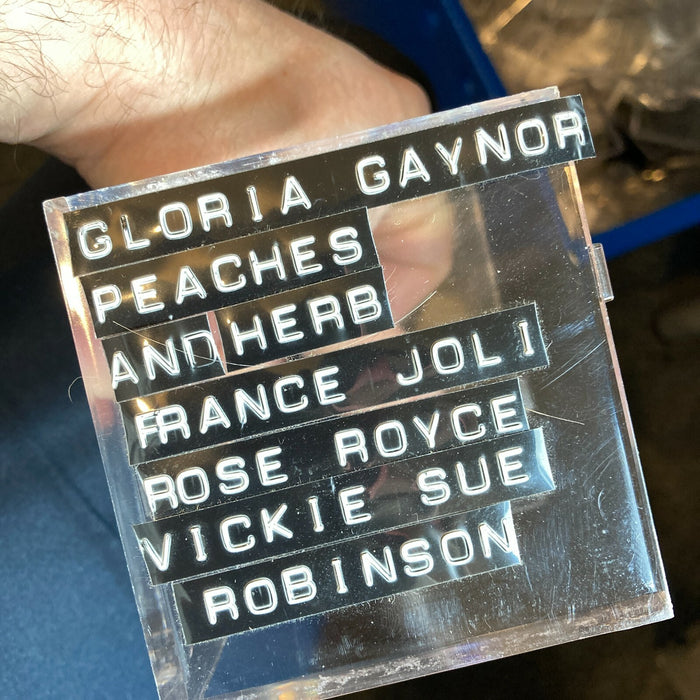 GLORIA GAYNOR
PEACHES
AND HERB
FRANCE JOLI
ROSE ROYCE
VICKIE SUE
ROBINSON